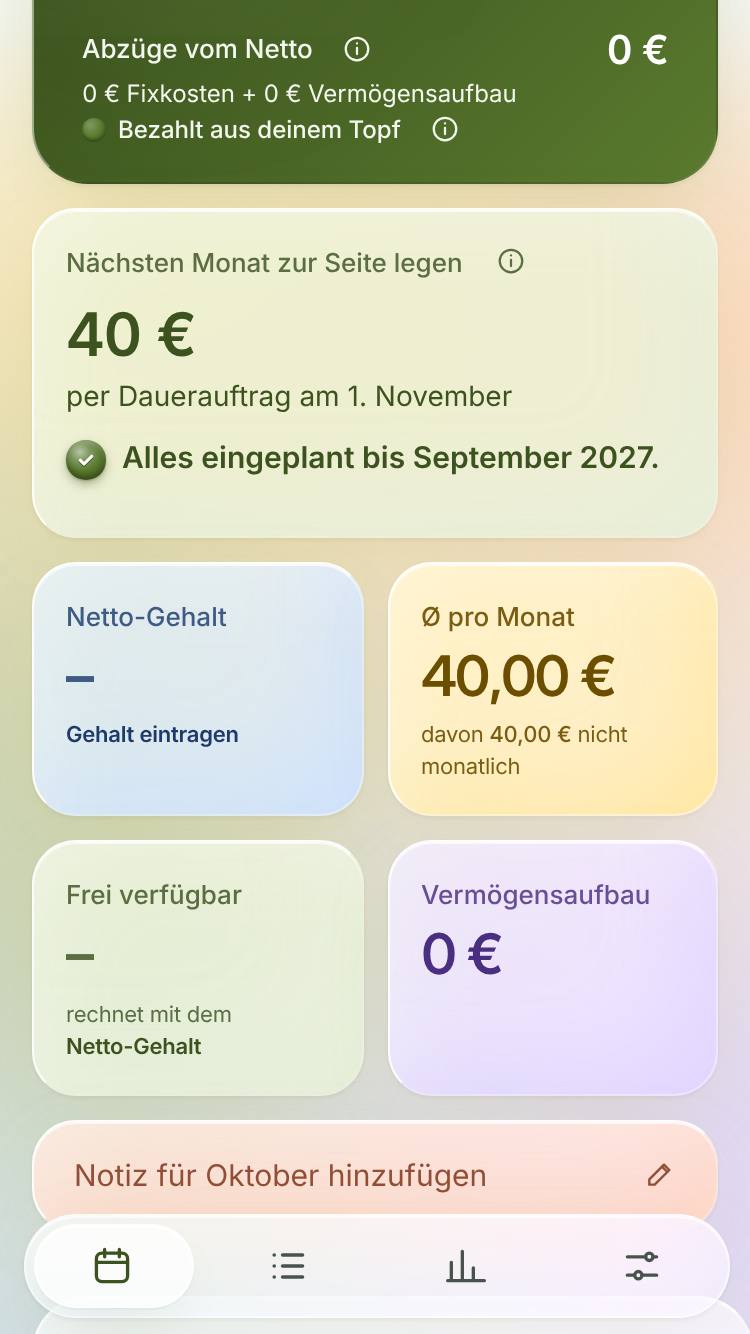 Abzüge vom Netto
0 €
0 € Fixkosten + 0 € Vermögensaufbau
Bezahlt aus deinem Topf
Nächsten Monat zur Seite legen
40 €
per Dauerauftrag am 1. November
Alles eingeplant bis September 2027.
Netto-Gehalt
–
Gehalt eintragen
Ø pro Monat
40,00 €
davon 40,00 € nicht
monatlich
Frei verfügbar
–
rechnet mit dem
Netto-Gehalt
Vermögensaufbau
0 €
Notiz für Oktober hinzufügen